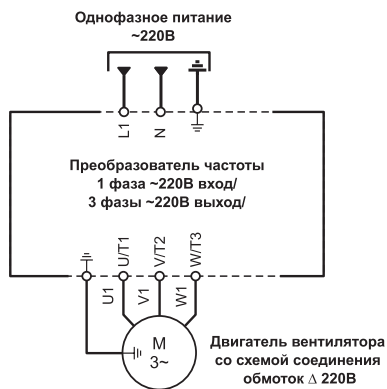 Однофазное питание
~220В
L1
N
Преобразователь частоты
1 фаза ~220В вход/
3 фазы ~220В выход/
U/T1
V/T2
W/T3
U1
V1
W1
M
3~
Двигатель вентилятора
со схемой соединения
обмоток Δ 220В